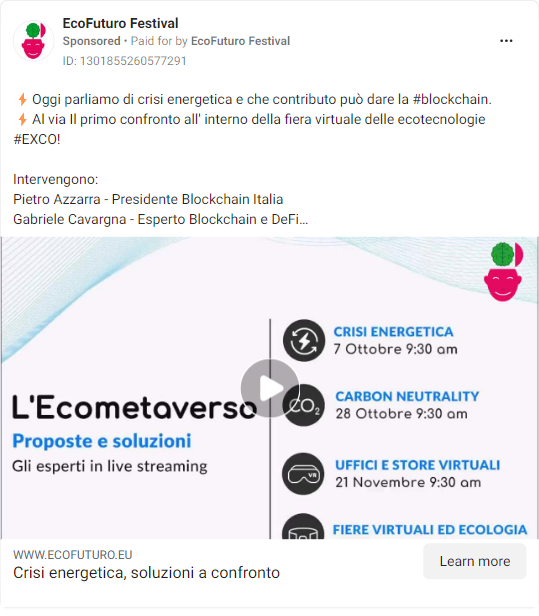 EcoFuturo Festival
Sponsored • Paid for by EcoFuturo Festival
ID: 1301855260577291
⚡ Oggi parliamo di crisi energetica e che contributo può dare la #blockchain.
⚡ Al via Il primo confronto all' interno della fiera virtuale delle ecotecnologie
#EXCO!
Intervengono:
Pietro Azzarra - Presidente Blockchain Italia
Gabriele Cavargna - Esperto Blockchain e DeFi...
L'Ecometaverso
Proposte e soluzioni
Gli esperti in live streaming
CRISI ENERGETICA
7 Ottobre 9:30 am
CO2
CARBON NEUTRALITY
28 Ottobre 9:30 am
VR
UFFICI E STORE VIRTUALI
21 Novembre 9:30 am
FIERE VIRTUALI ED ECOLOGIA
WWW.ECOFUTURO.EU
Crisi energetica, soluzioni a confronto
Learn more